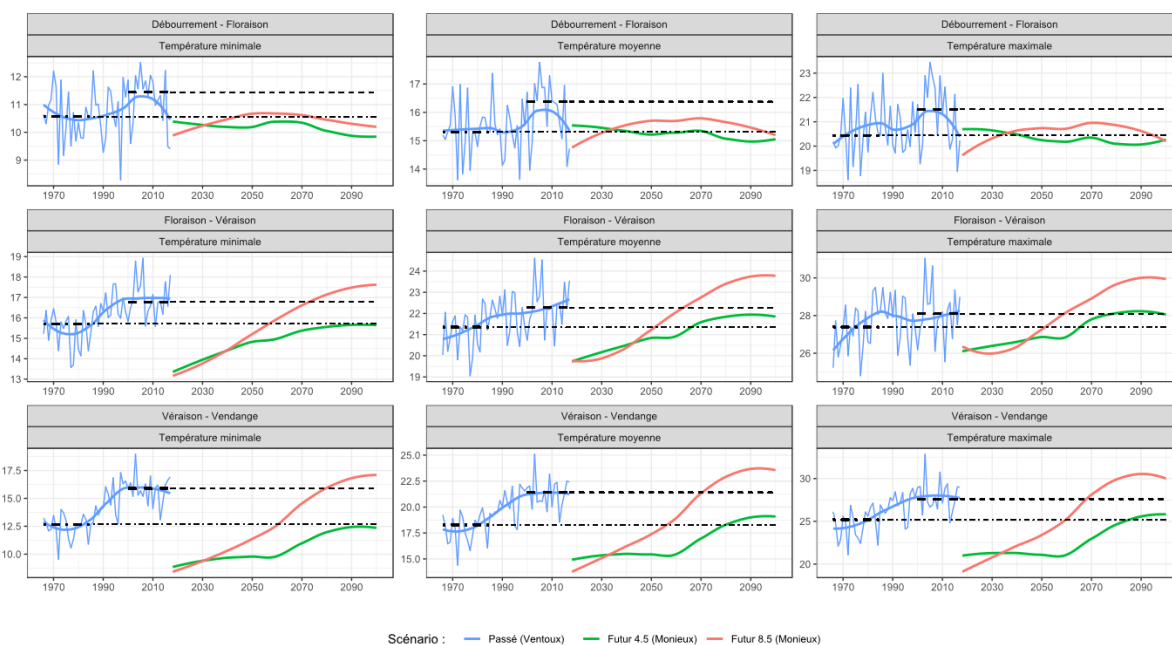 Débourrement - Floraison
Température minimale
12
11
10
9
1970 1990 2010 2030 2050 2070 2090
Débourrement - Floraison
Température moyenne
17
16
15
14
1970 1990 2010 2030 2050 2070 2090
Débourrement - Floraison
Température maximale
23
22
21
20
19
1970 1990 2010 2030 2050 2070 2090
Floraison - Véraison
Température minimale
19
18
17
16
15
14
13
1970 1990 2010 2030 2050 2070 2090
Floraison - Véraison
Température moyenne
24
23
22
21
20
19
1970 1990 2010 2030 2050 2070 2090
Floraison - Véraison
Température maximale
30
28
26
1970 1990 2010 2030 2050 2070 2090
Véraison - Vendange
Température minimale
17.5
15.0
12.5
10.0
1970 1990 2010 2030 2050 2070 2090
Véraison - Vendange
Température moyenne
25.0
22.5
20.0
17.5
15.0
1970 1990 2010 2030 2050 2070 2090
Véraison - Vendange
Température maximale
30
25
20
1970 1990 2010 2030 2050 2070 2090
Scénario : Passé (Ventoux) Futur 4.5 (Monieux) Futur 8.5 (Monieux)